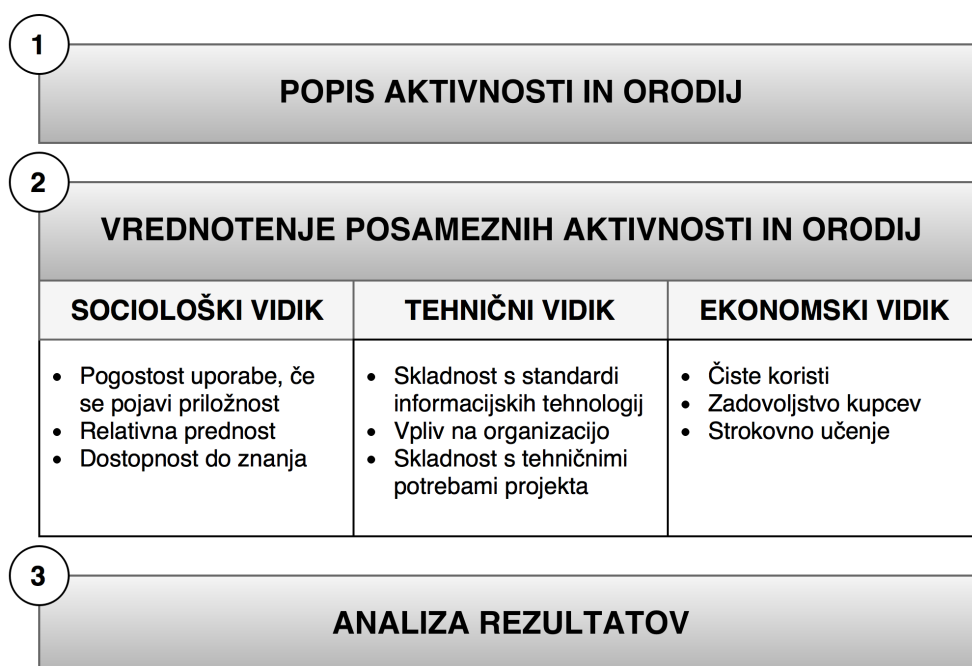 1
POPIS AKTIVNOSTI IN ORODIJ
2
VREDNOTENJE POSAMEZNIH AKTIVNOSTI IN ORODIJ
SOCIOLOŠKI VIDIK
• Pogostost uporabe, če
se pojavi priložnost
• Relativna prednost
• Dostopnost do znanja
TEHNIČNI VIDIK
• Skladnost s standardi
informacijskih tehnologij
• Vpliv na organizacijo
• Skladnost s tehničnimi
potrebami projekta
EKONOMSKI VIDIK
• Čiste koristi
• Zadovoljstvo kupcev
• Strokovno učenje
3
ANALIZA REZULTATOV